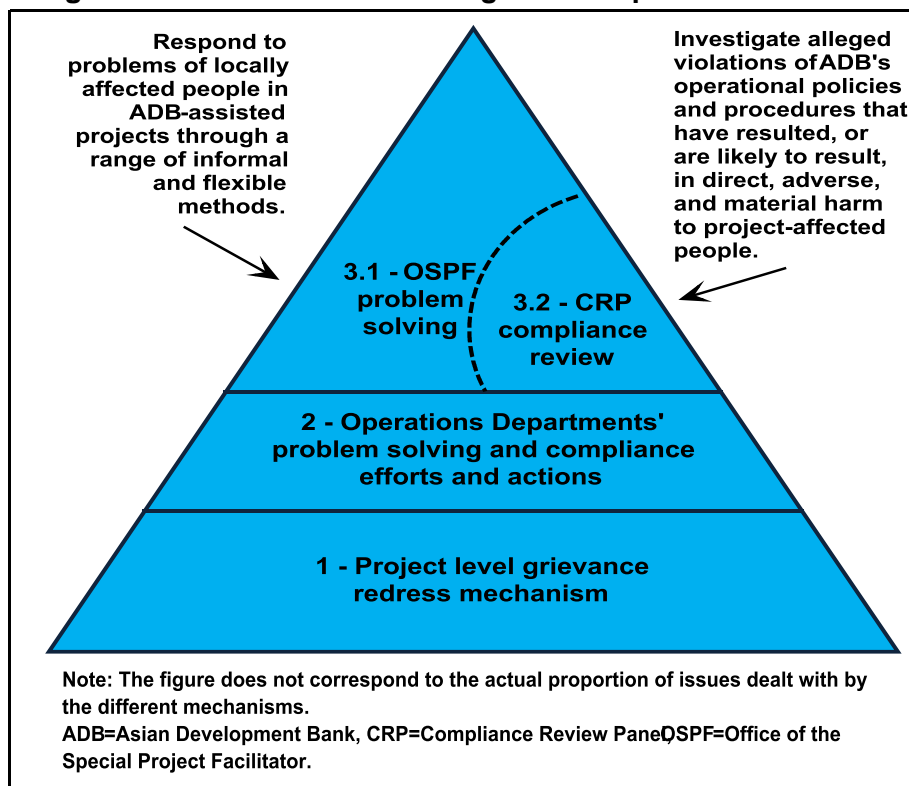 Respond to
problems of locally
affected people in
ADB-assisted
projects through a
range of informal
and flexible
methods.
Investigate alleged
violations of ADB's
operational policies
and procedures that
have resulted, or
are likely to result,
in direct, adverse,
and material harm
to project-affected
people.
3.1 - OSPF
problem
solving
3.2 - CRP
compliance
review
2 - Operations Departments'
problem solving and compliance
efforts and actions
1 - Project level grievance
redress mechanism
Note: The figure does not correspond to the actual proportion of issues dealt with by
the different mechanisms.
ADB=Asian Development Bank, CRP=Compliance Review Panel, OSPF=Office of the
Special Project Facilitator.